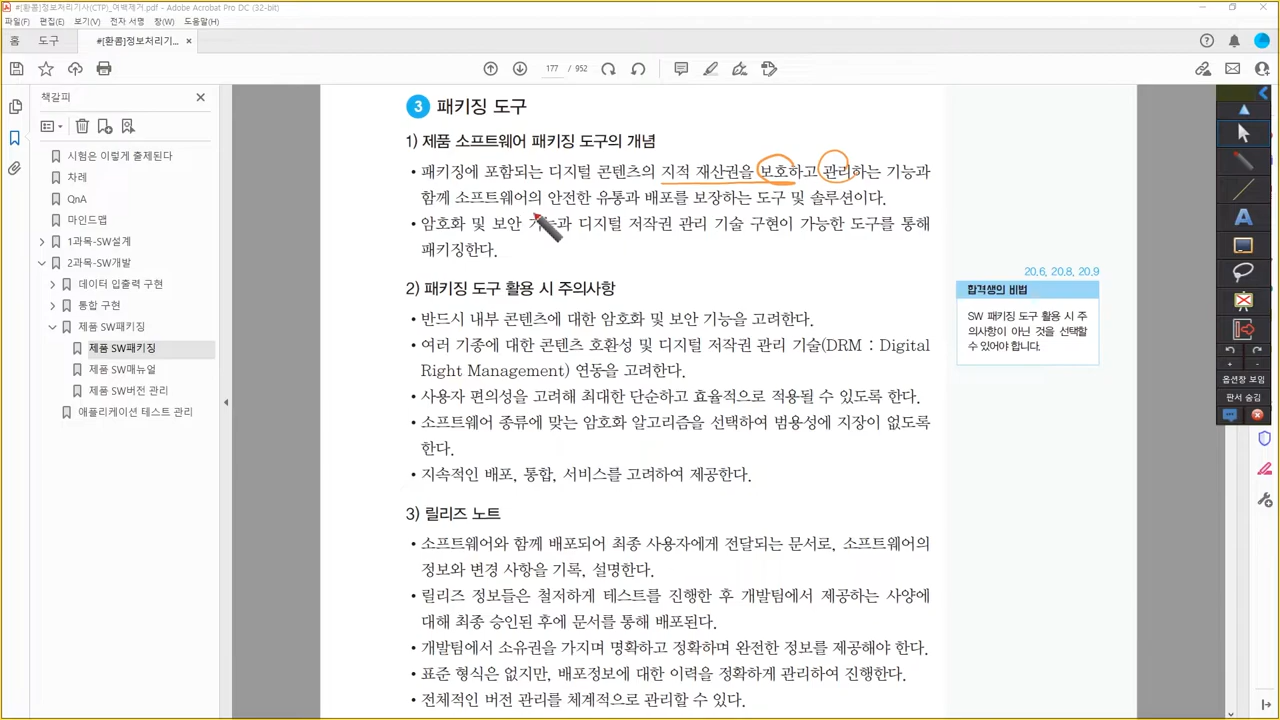 #[환콤]정보처리기사(CTP)_여백제거.pdf - Adobe Acrobat Pro DC (32-bit)
파일(F) 편집(E) 보기(V) 전자 서명 창(W) 도움말(H)
홈 도구 #[환콤]정보처리기... ×
177 / 952
책갈피
시험은 이렇게 출제된다
차례
QnA
마인드맵
1과목-SW설계
2과목-SW개발
데이터 입출력 구현
통합 구현
제품 SW패키징
제품 SW패키징
제품 SW매뉴얼
제품 SW버전 관리
애플리케이션 테스트 관리
3 패키징 도구
1) 제품 소프트웨어 패키징 도구의 개념
• 패키징에 포함되는 디지털 콘텐츠의 지적 재산권을 보호하고 관리하는 기능과
함께 소프트웨어의 안전한 유통과 배포를 보장하는 도구 및 솔루션이다.
• 암호화 및 보안 기능과 디지털 저작권 관리 기술 구현이 가능한 도구를 통해
패키징한다.
2) 패키징 도구 활용 시 주의사항
• 반드시 내부 콘텐츠에 대한 암호화 및 보안 기능을 고려한다.
• 여러 기종에 대한 콘텐츠 호환성 및 디지털 저작권 관리 기술(DRM : Digital
Right Management) 연동을 고려한다.
• 사용자 편의성을 고려해 최대한 단순하고 효율적으로 적용될 수 있도록 한다.
• 소프트웨어 종류에 맞는 암호화 알고리즘을 선택하여 범용성에 지장이 없도록
한다.
• 지속적인 배포, 통합, 서비스를 고려하여 제공한다.
3) 릴리즈 노트
• 소프트웨어와 함께 배포되어 최종 사용자에게 전달되는 문서로, 소프트웨어의
정보와 변경 사항을 기록, 설명한다.
• 릴리즈 정보들은 철저하게 테스트를 진행한 후 개발팀에서 제공하는 사양에
대해 최종 승인된 후에 문서를 통해 배포된다.
• 개발팀에서 소유권을 가지며 명확하고 정확하며 완전한 정보를 제공해야 한다.
• 표준 형식은 없지만, 배포정보에 대한 이력을 정확하게 관리하여 진행한다.
• 전체적인 버전 관리를 체계적으로 관리할 수 있다.
20.6, 20.8, 20.9
합격생의 비법
SW 패키징 도구 활용 시 주
의사항이 아닌 것을 선택할
수 있어야 합니다.
A
옵션창 보임
판서 숨김